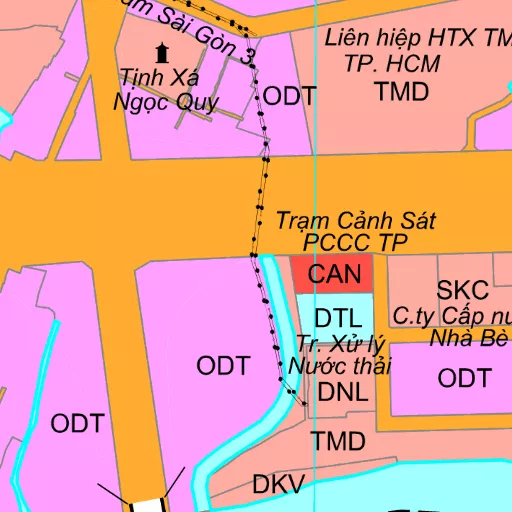 Sài Gòn 3
Liên hiệp HTX TM
TP. HCM
TMD
Tịnh Xá
Ngọc Quy
ODT
Trạm Cảnh Sát
PCCC TP
CAN
SKC
DTL
C.ty Cấp
Nhà Bè
Tr. Xử lý
Nước thải
ODT
ODT
DNL
ODT
TMD
DKV